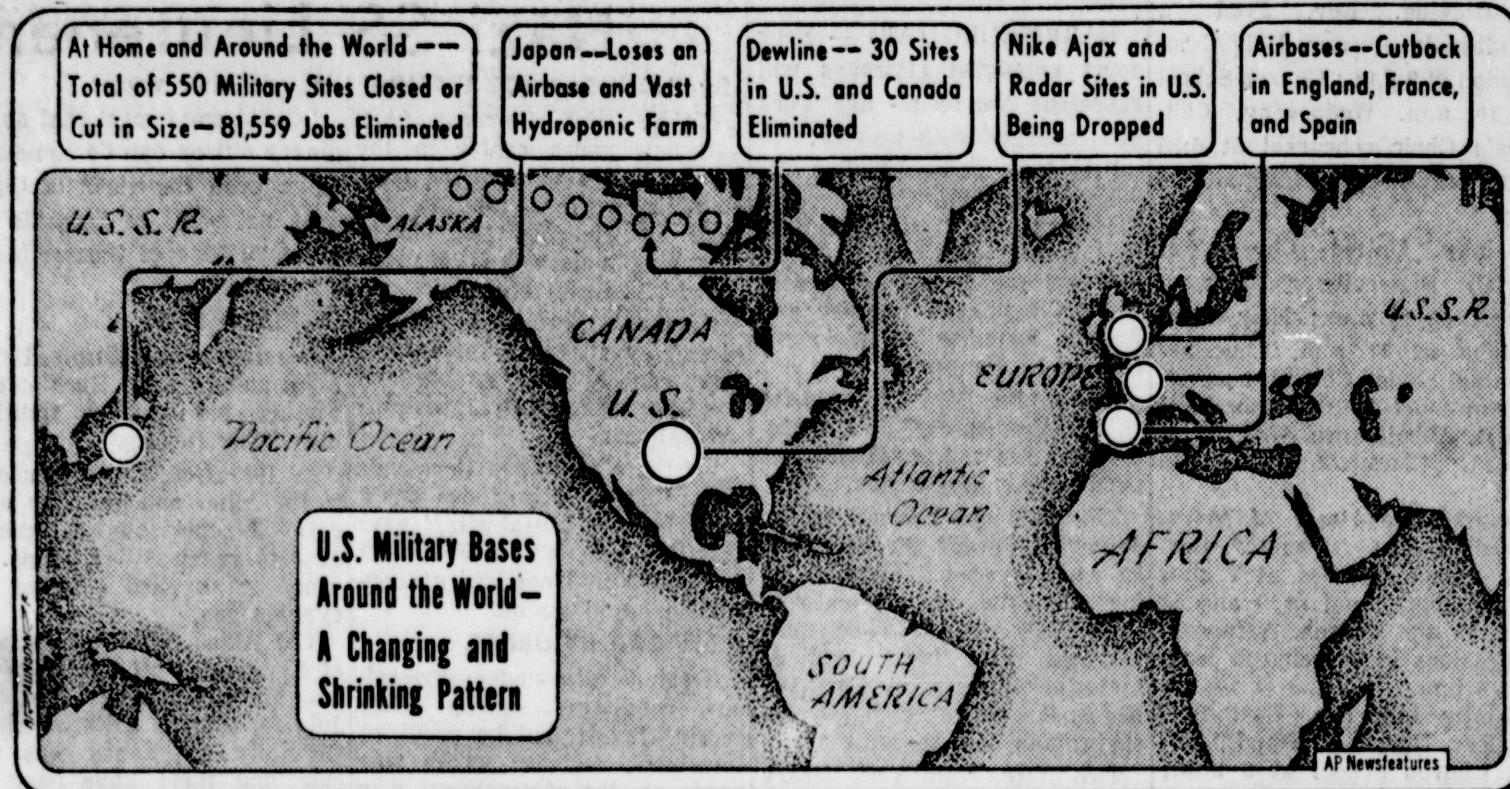 At Home and Around the World ––
Total of 550 Military Sites Closed or
Cut in Size – 81,559 Jobs Eliminated
Japan –– Loses an
Airbase and Vast
Hydroponic Farm
Dewline –– 30 Sites
in U.S. and Canada
Eliminated
Nike Ajax and
Radar Sites in U.S.
Being Dropped
Airbases –– Cutback
in England, France,
and Spain
U.S.S.R.
ALASKA
CANADA
U.S.
Pacific Ocean
EUROPE
U.S.S.R.
Atlantic
Ocean
AFRICA
SOUTH
AMERICA
U.S. Military Bases
Around the World –
A Changing and
Shrinking Pattern
AP Newsfeatures